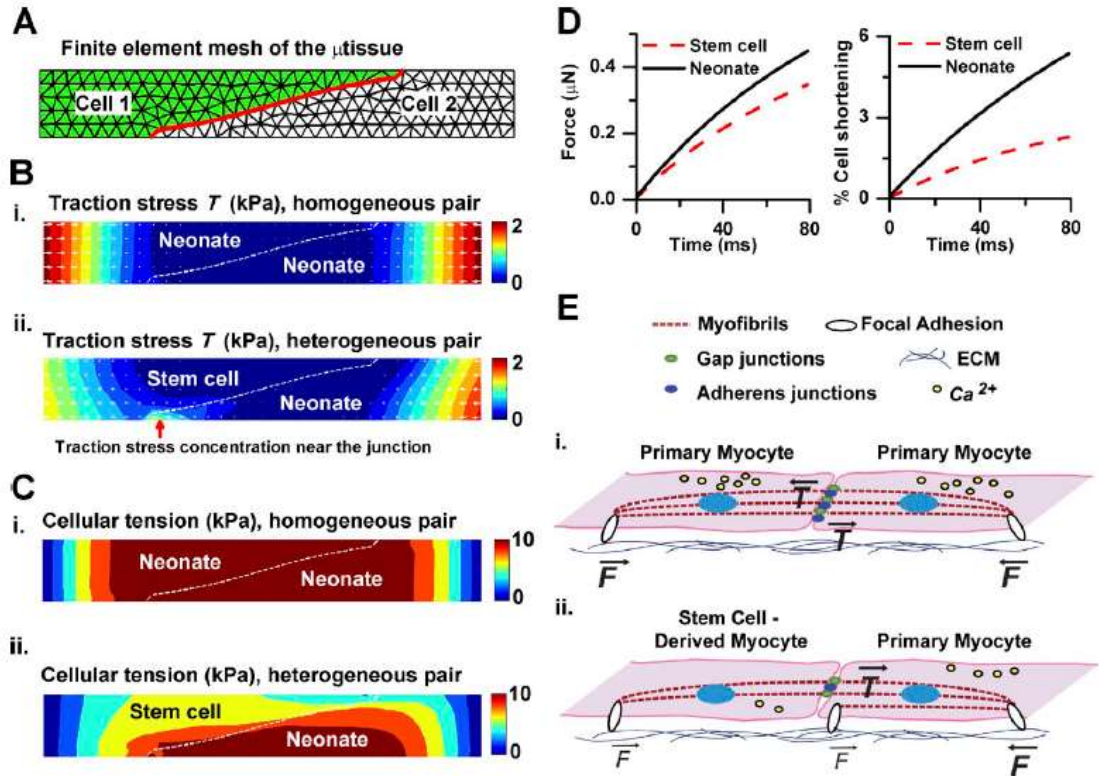 A
Finite element mesh of the µtissue
Cell 1
Cell 2
B
i.
Traction stress T (kPa), homogeneous pair
Neonate
Neonate
2
0
ii.
Traction stress T (kPa), heterogeneous pair
Stem cell
Neonate
2
0
Traction stress concentration near the junction
C
i.
Cellular tension (kPa), homogeneous pair
Neonate
Neonate
10
0
ii.
Cellular tension (kPa), heterogeneous pair
Stem cell
Neonate
10
0
D
Force (µN)
0.4
0.2
0.0
Stem cell
Neonate
0 40 80
Time (ms)
% Cell shortening
6
3
0
Stem cell
Neonate
0 40 80
Time (ms)
E
Myofibrils
Focal Adhesion
Gap junctions
ECM
Adherens junctions
Ca 2+
i.
Primary Myocyte
Primary Myocyte
T
T
F
F
ii.
Stem Cell -
Derived Myocyte
Primary Myocyte
T
F
F
F